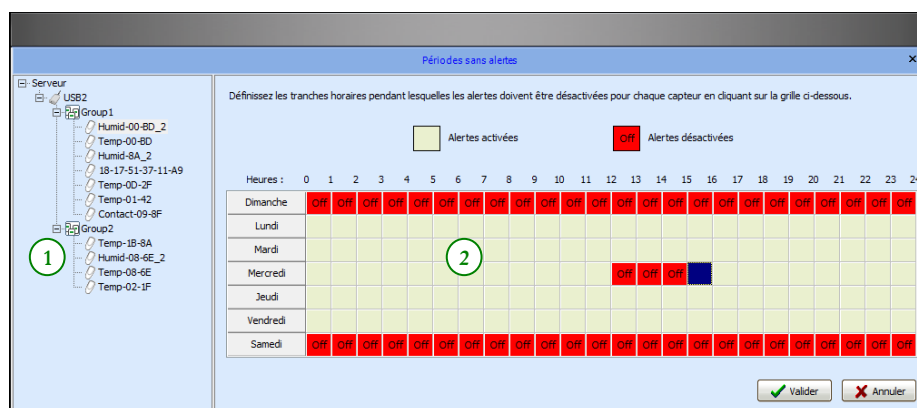 Périodes sans alertes
Serveur
USB2
Group1
Humid-00-BD_2
Temp-00-BD
Humid-8A_2
18-17-51-37-11-A9
Temp-0D-2F
Temp-01-42
Contact-09-8F
Group2
Temp-1B-8A
Humid-08-6E_2
Temp-08-6E
Temp-02-1F
1
Définissez les tranches horaires pendant lesquelles les alertes doivent être désactivées pour chaque capteur en cliquant sur la grille ci-dessous.
Alertes activées Off Alertes désactivées
Heures : 0 1 2 3 4 5 6 7 8 9 10 11 12 13 14 15 16 17 18 19 20 21 22 23 24
Dimanche Off Off Off Off Off Off Off Off Off Off Off Off Off Off Off Off Off Off Off Off Off Off Off Off
Lundi
Mardi
2
Mercredi Off Off Off
Jeudi
Vendredi
Samedi Off Off Off Off Off Off Off Off Off Off Off Off Off Off Off Off Off Off Off Off Off Off Off Off
Valider Annuler